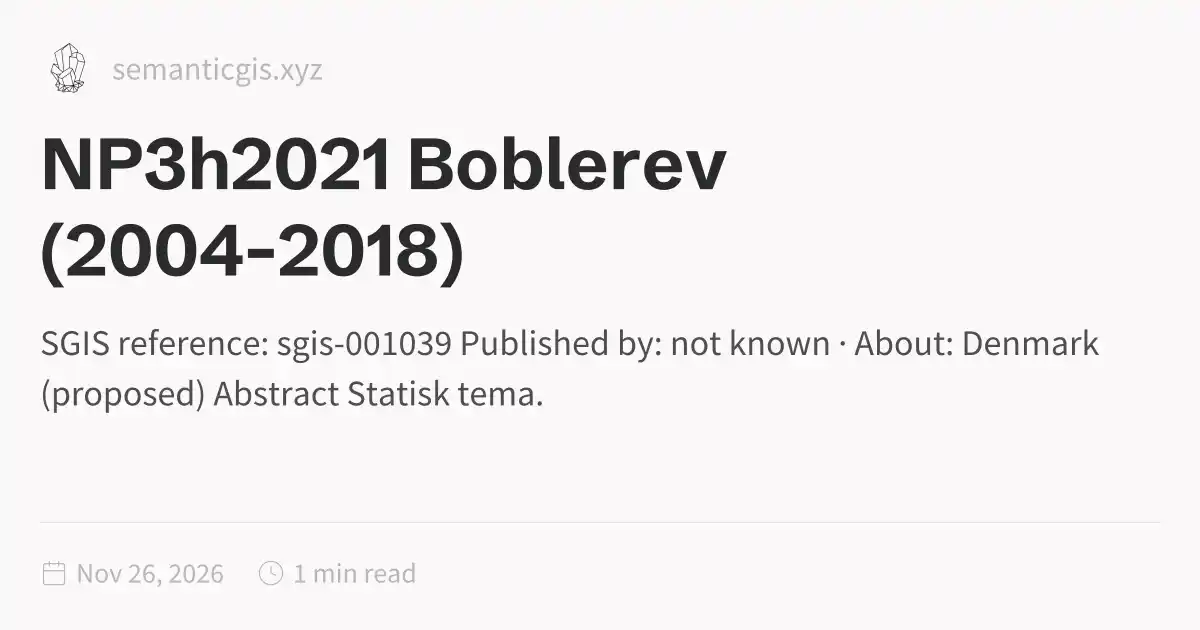 semanticgis.xyz
NP3h2021 Boblerev
(2004-2018)
SGIS reference: sgis-001039 Published by: not known · About: Denmark
(proposed) Abstract Statisk tema.
Nov 26, 2026 1 min read